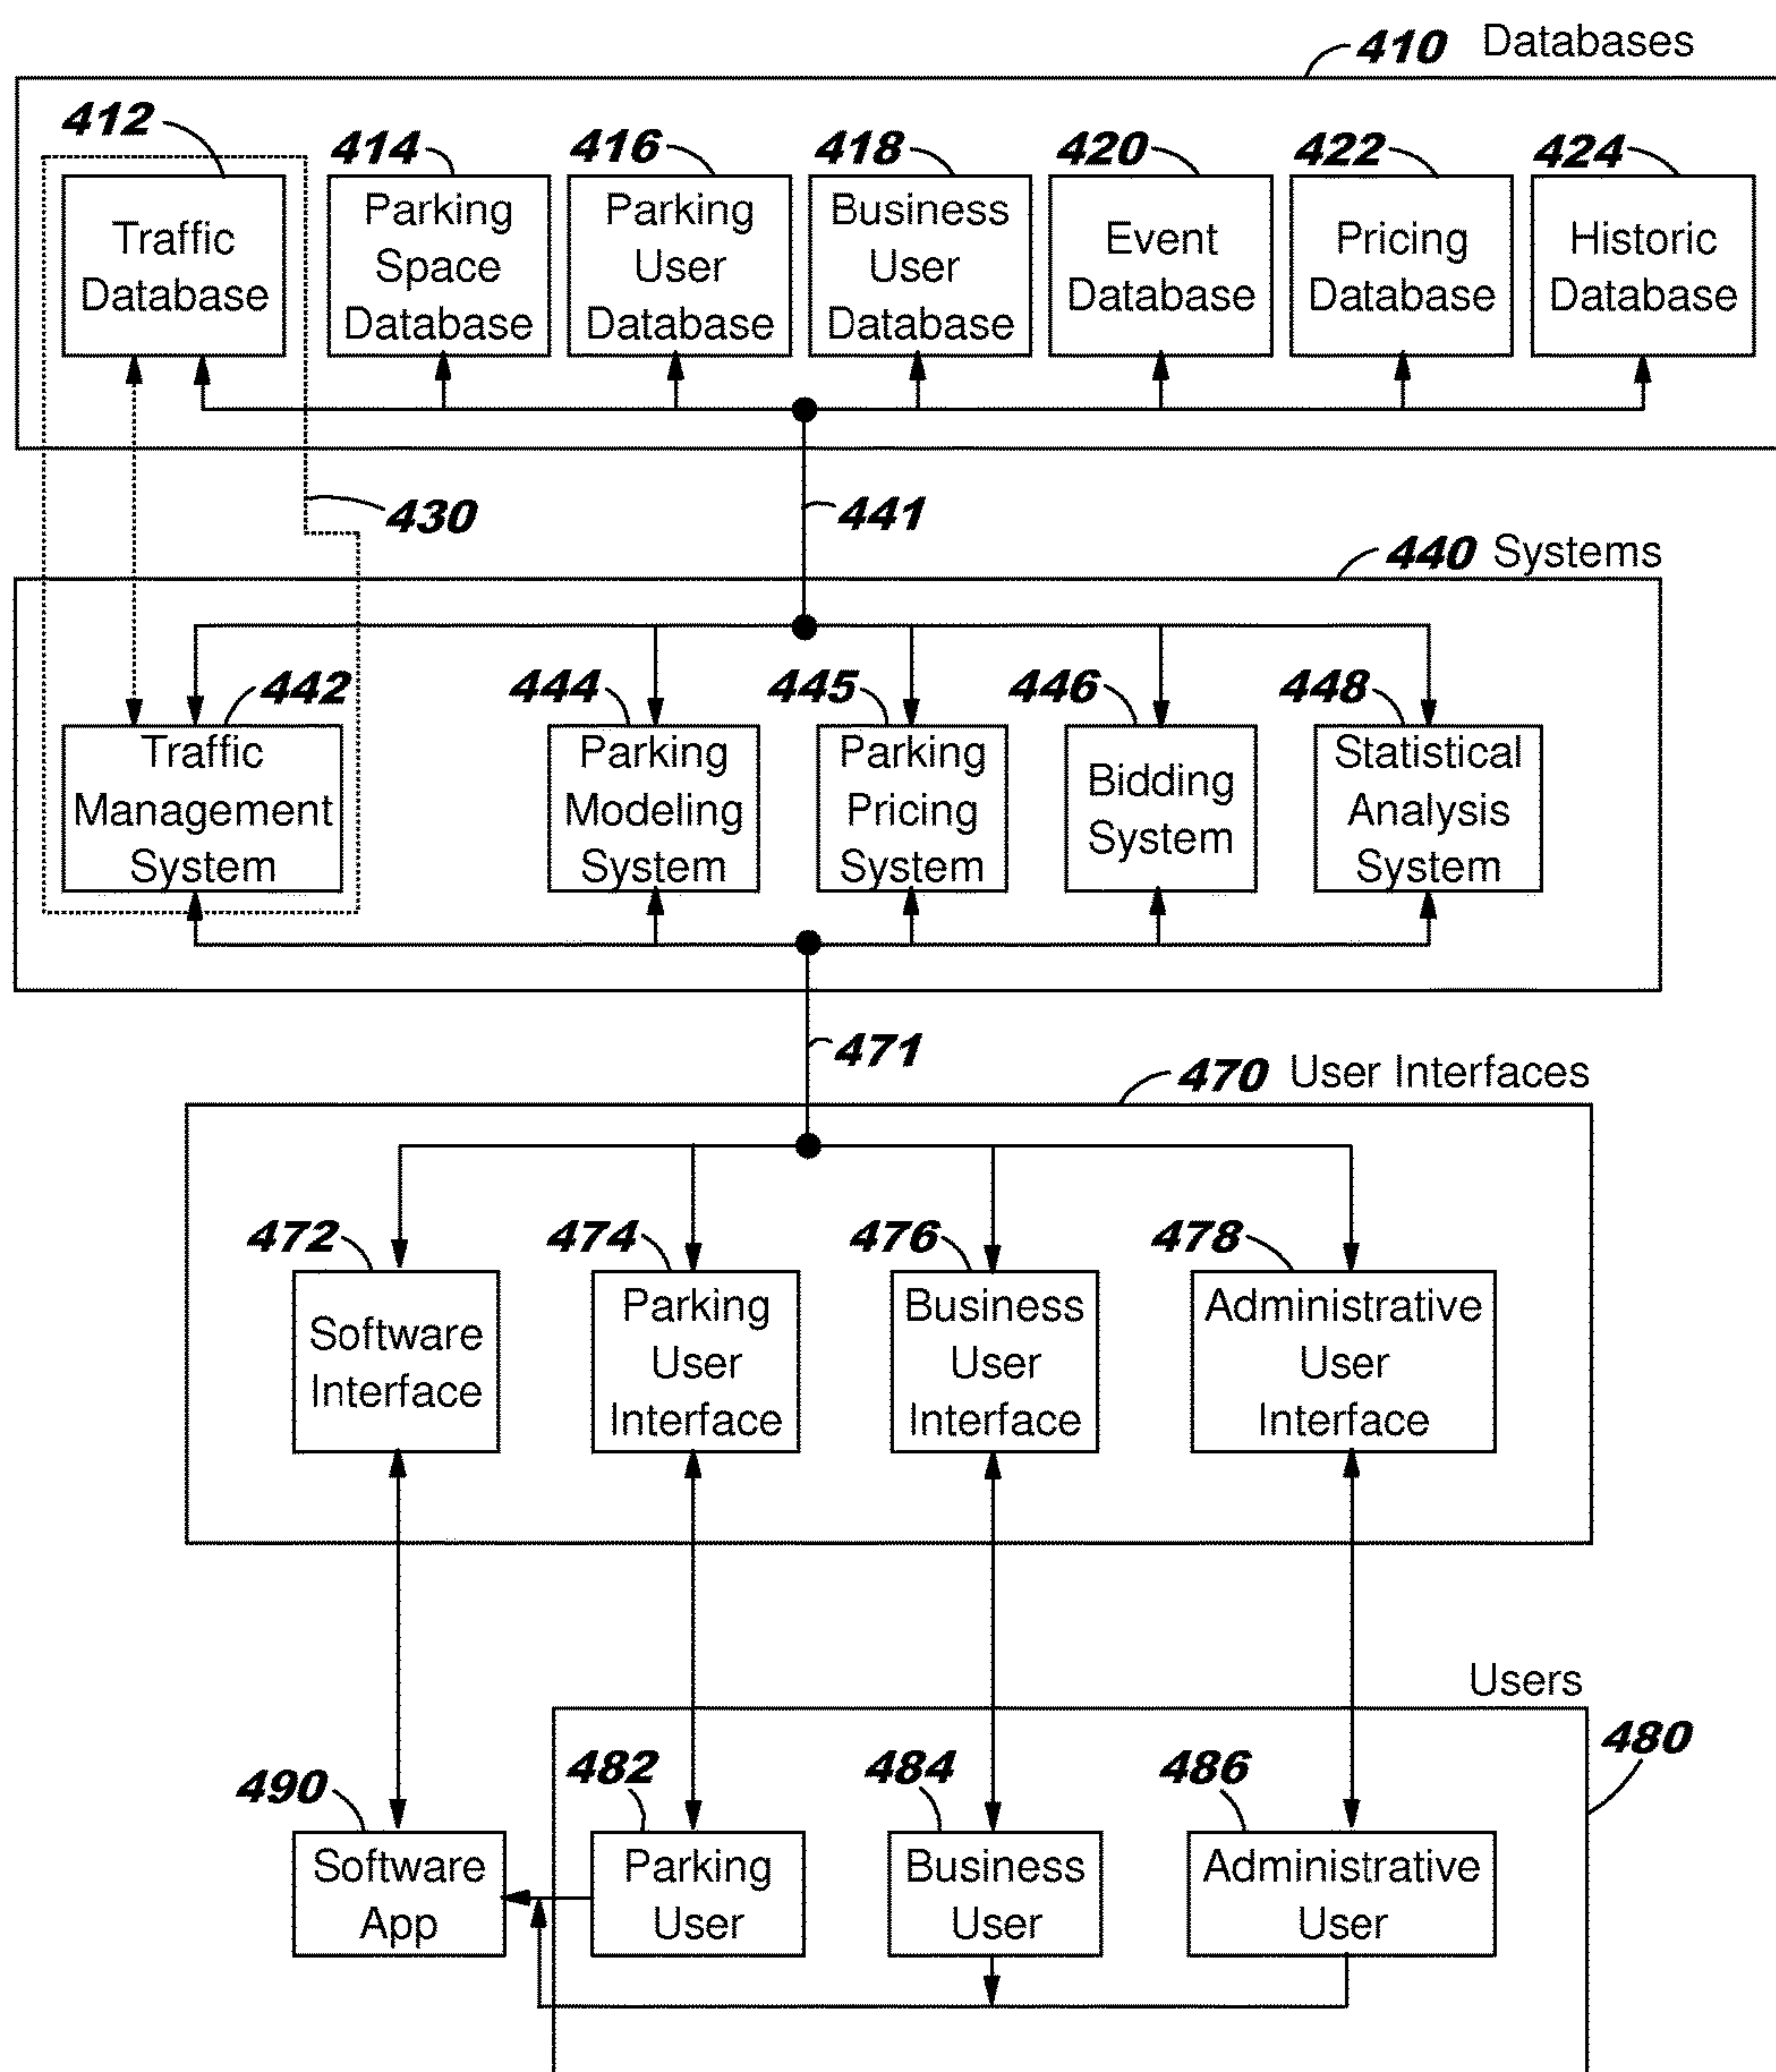 410 Databases
412
414
416
418
420
422
424
Traffic
Database
Parking
Space
Database
Parking
User
Database
Business
User
Database
Event
Database
Pricing
Database
Historic
Database
430
441
440 Systems
442
444
445
446
448
Traffic
Management
System
Parking
Modeling
System
Parking
Pricing
System
Bidding
System
Statistical
Analysis
System
471
470 User Interfaces
472
474
476
478
Software
Interface
Parking
User
Interface
Business
User
Interface
Administrative
User
Interface
Users
480
490
482
484
486
Software
App
Parking
User
Business
User
Administrative
User